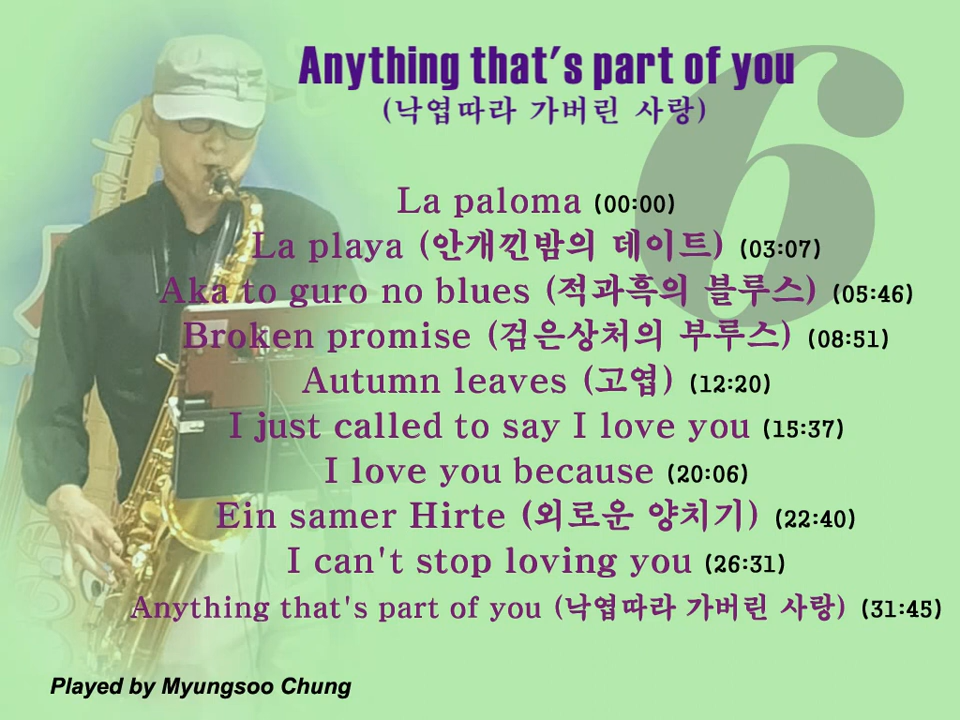 Anything that's part of you
(낙엽따라 가버린 사랑)
6
La paloma (00:00)
La playa (안개낀밤의 데이트) (03:07)
Aka to guro no blues (적과흑의 블루스) (05:46)
Broken promise (검은상처의 부루스) (08:51)
Autumn leaves (고엽) (12:20)
I just called to say I love you (15:37)
I love you because (20:06)
Ein samer Hirte (외로운 양치기) (22:40)
I can't stop loving you (26:31)
Anything that's part of you (낙엽따라 가버린 사랑) (31:45)
Played by Myungsoo Chung